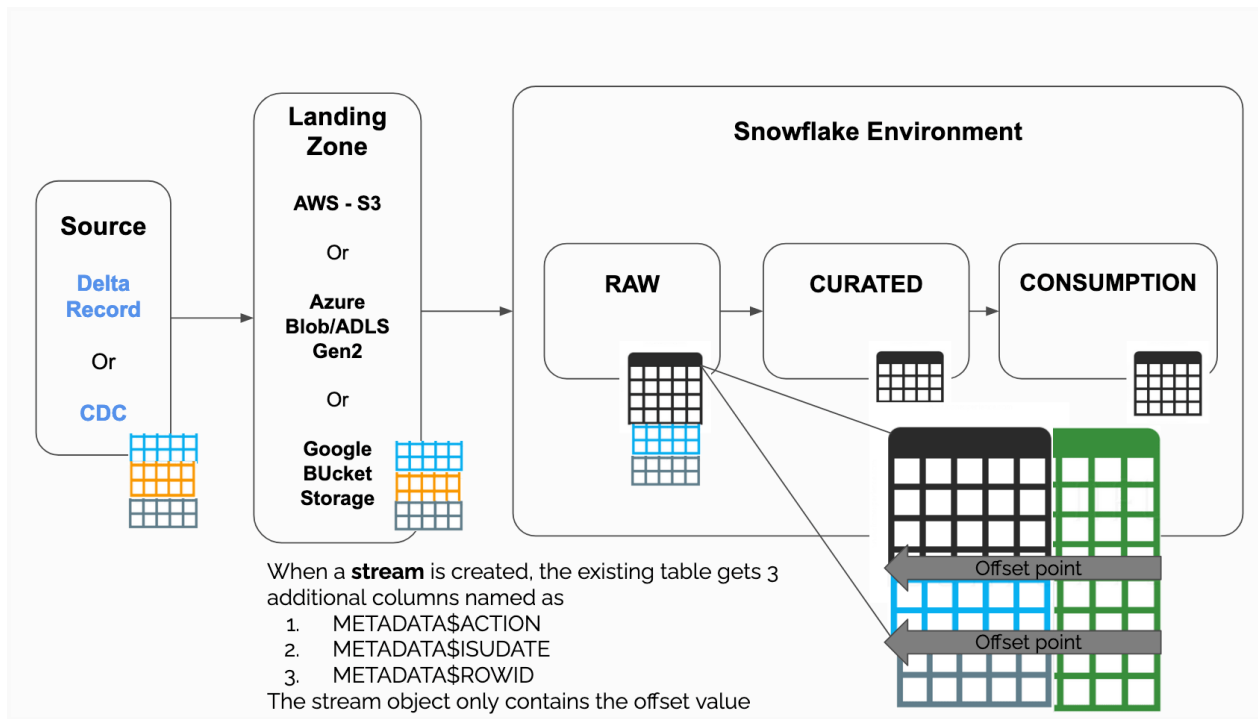 Source
Delta
Record
Or
CDC
Landing
Zone
AWS - S3
Or
Azure
Blob/ADLS
Gen2
Or
Google
BUcket
Storage
Snowflake Environment
RAW
CURATED
CONSUMPTION
Offset point
Offset point
When a stream is created, the existing table gets 3
additional columns named as
1. METADATA$ACTION
2. METADATA$ISUDATE
3. METADATA$ROWID
The stream object only contains the offset value